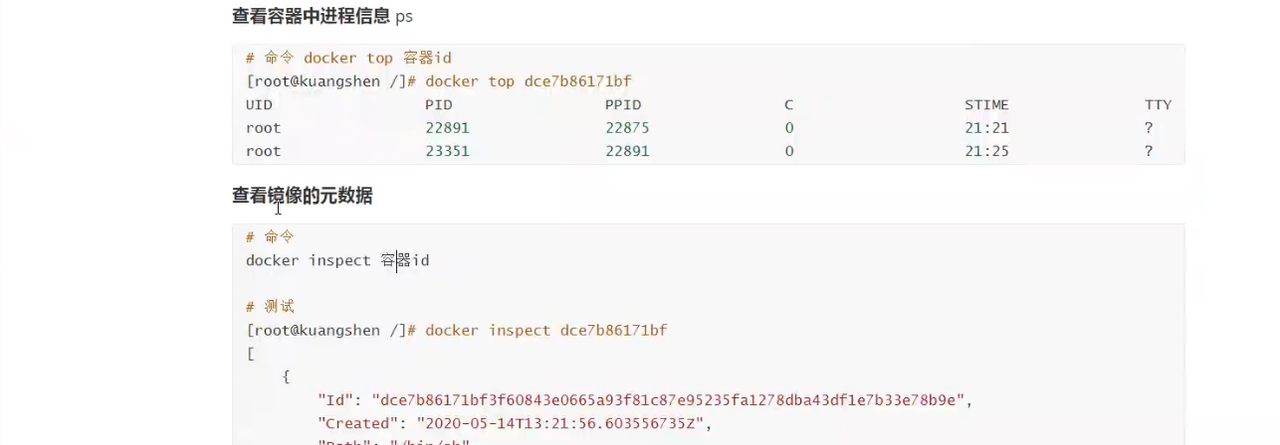 查看容器中进程信息 ps
# 命令 docker top 容器id
[root@kuangshen /]# docker top dce7b86171bf
UID PID PPID C STIME TTY
root 22891 22875 0 21:21 ?
root 23351 22891 0 21:25 ?
查看镜像的元数据
# 命令
docker inspect 容器id
# 测试
[root@kuangshen /]# docker inspect dce7b86171bf
[
{
"Id": "dce7b86171bf3f60843e0665a93f81c87e95235fa1278dba43df1e7b33e78b9e",
"Created": "2020-05-14T13:21:56.603556735Z",